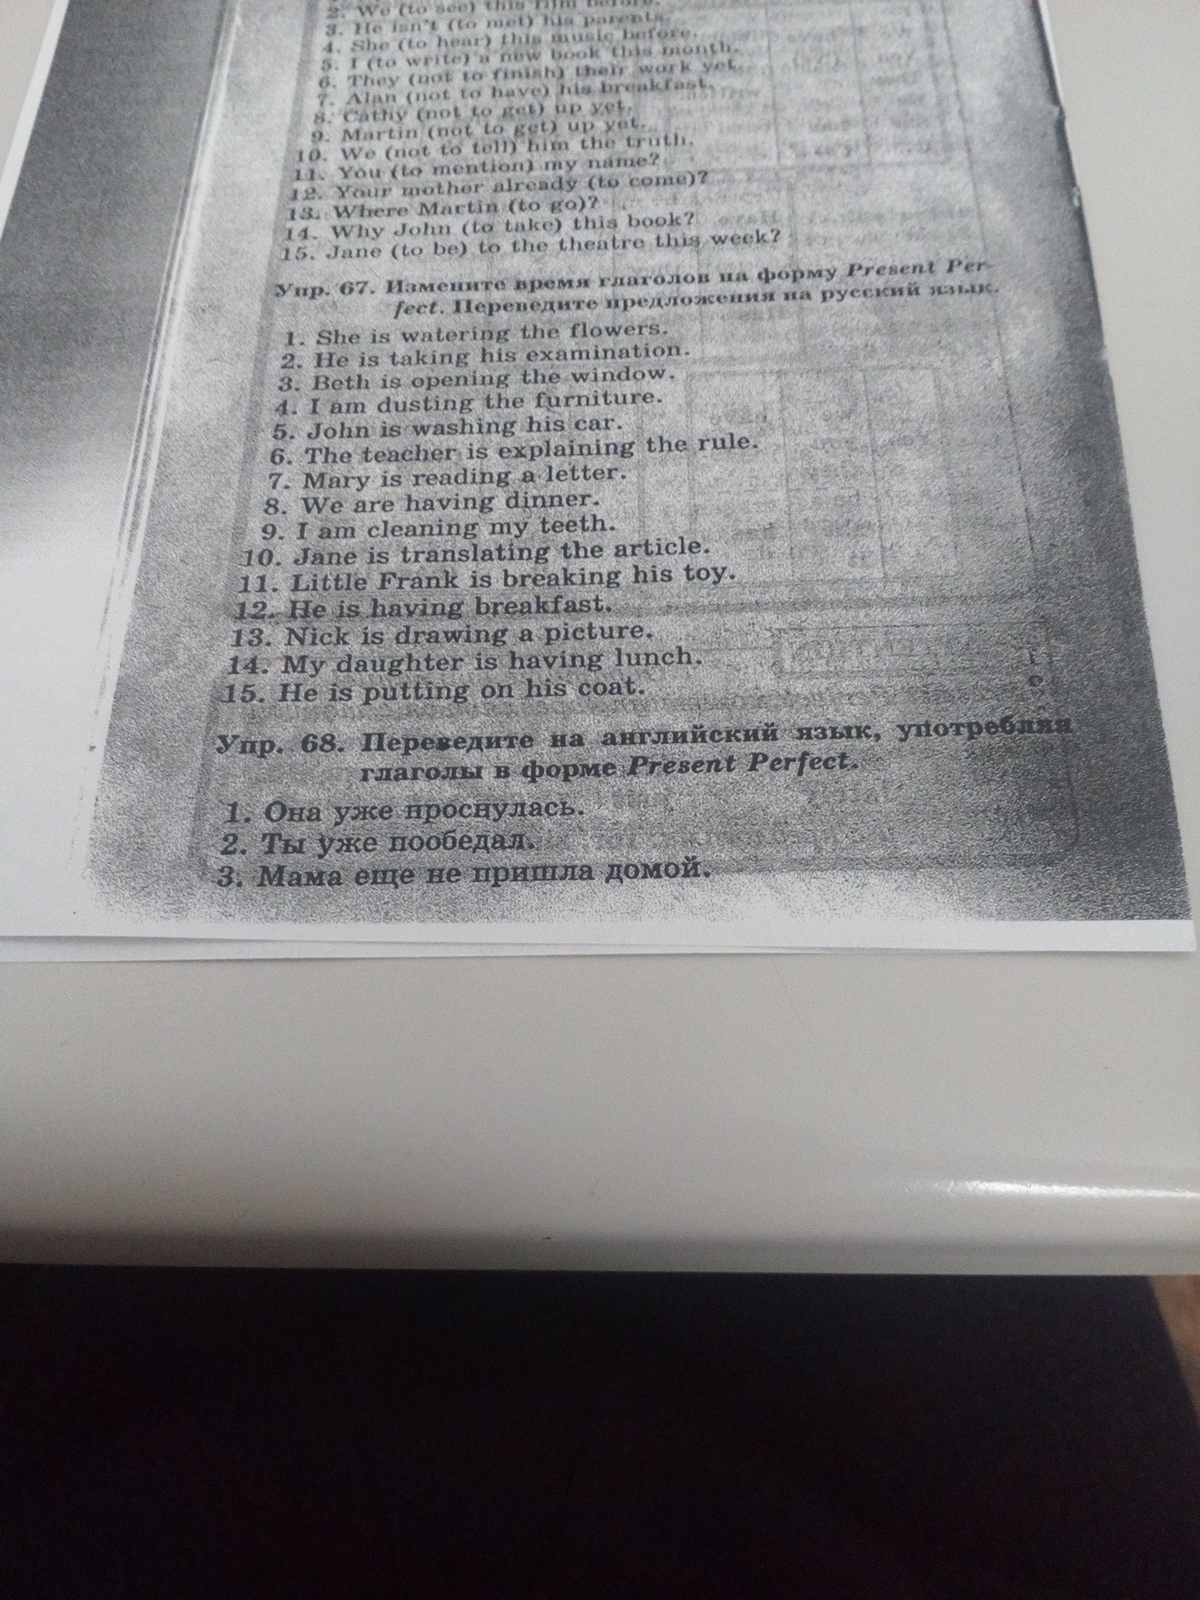 2. We (to see) this film before.
3. He isn't (to met) his parents.
4. She (to hear) this music before.
5. I (to write) a new book this month.
6. They (not to finish) their work yet.
7. Alan (not to have) his breakfast.
8. Cathy (not to get) up yet.
9. Martin (not to get) up yet.
10. We (not to tell) him the truth.
11. You (to mention) my name?
12. Your mother already (to come)?
13. Where Martin (to go)?
14. Why John (to take) this book?
15. Jane (to be) to the theatre this week?
Упр. 67. Измените время глаголов на форму Present Per-
fect. Переведите предложения на русский язык.
1. She is watering the flowers.
2. He is taking his examination.
3. Beth is opening the window.
4. I am dusting the furniture.
5. John is washing his car.
6. The teacher is explaining the rule.
7. Mary is reading a letter.
8. We are having dinner.
9. I am cleaning my teeth.
10. Jane is translating the article.
11. Little Frank is breaking his toy.
12. He is having breakfast.
13. Nick is drawing a picture.
14. My daughter is having lunch.
15. He is putting on his coat.
Упр. 68. Переведите на английский язык, употребляя
глаголы в форме Present Perfect.
1. Она уже проснулась.
2. Ты уже пообедал.
3. Мама еще не пришла домой.